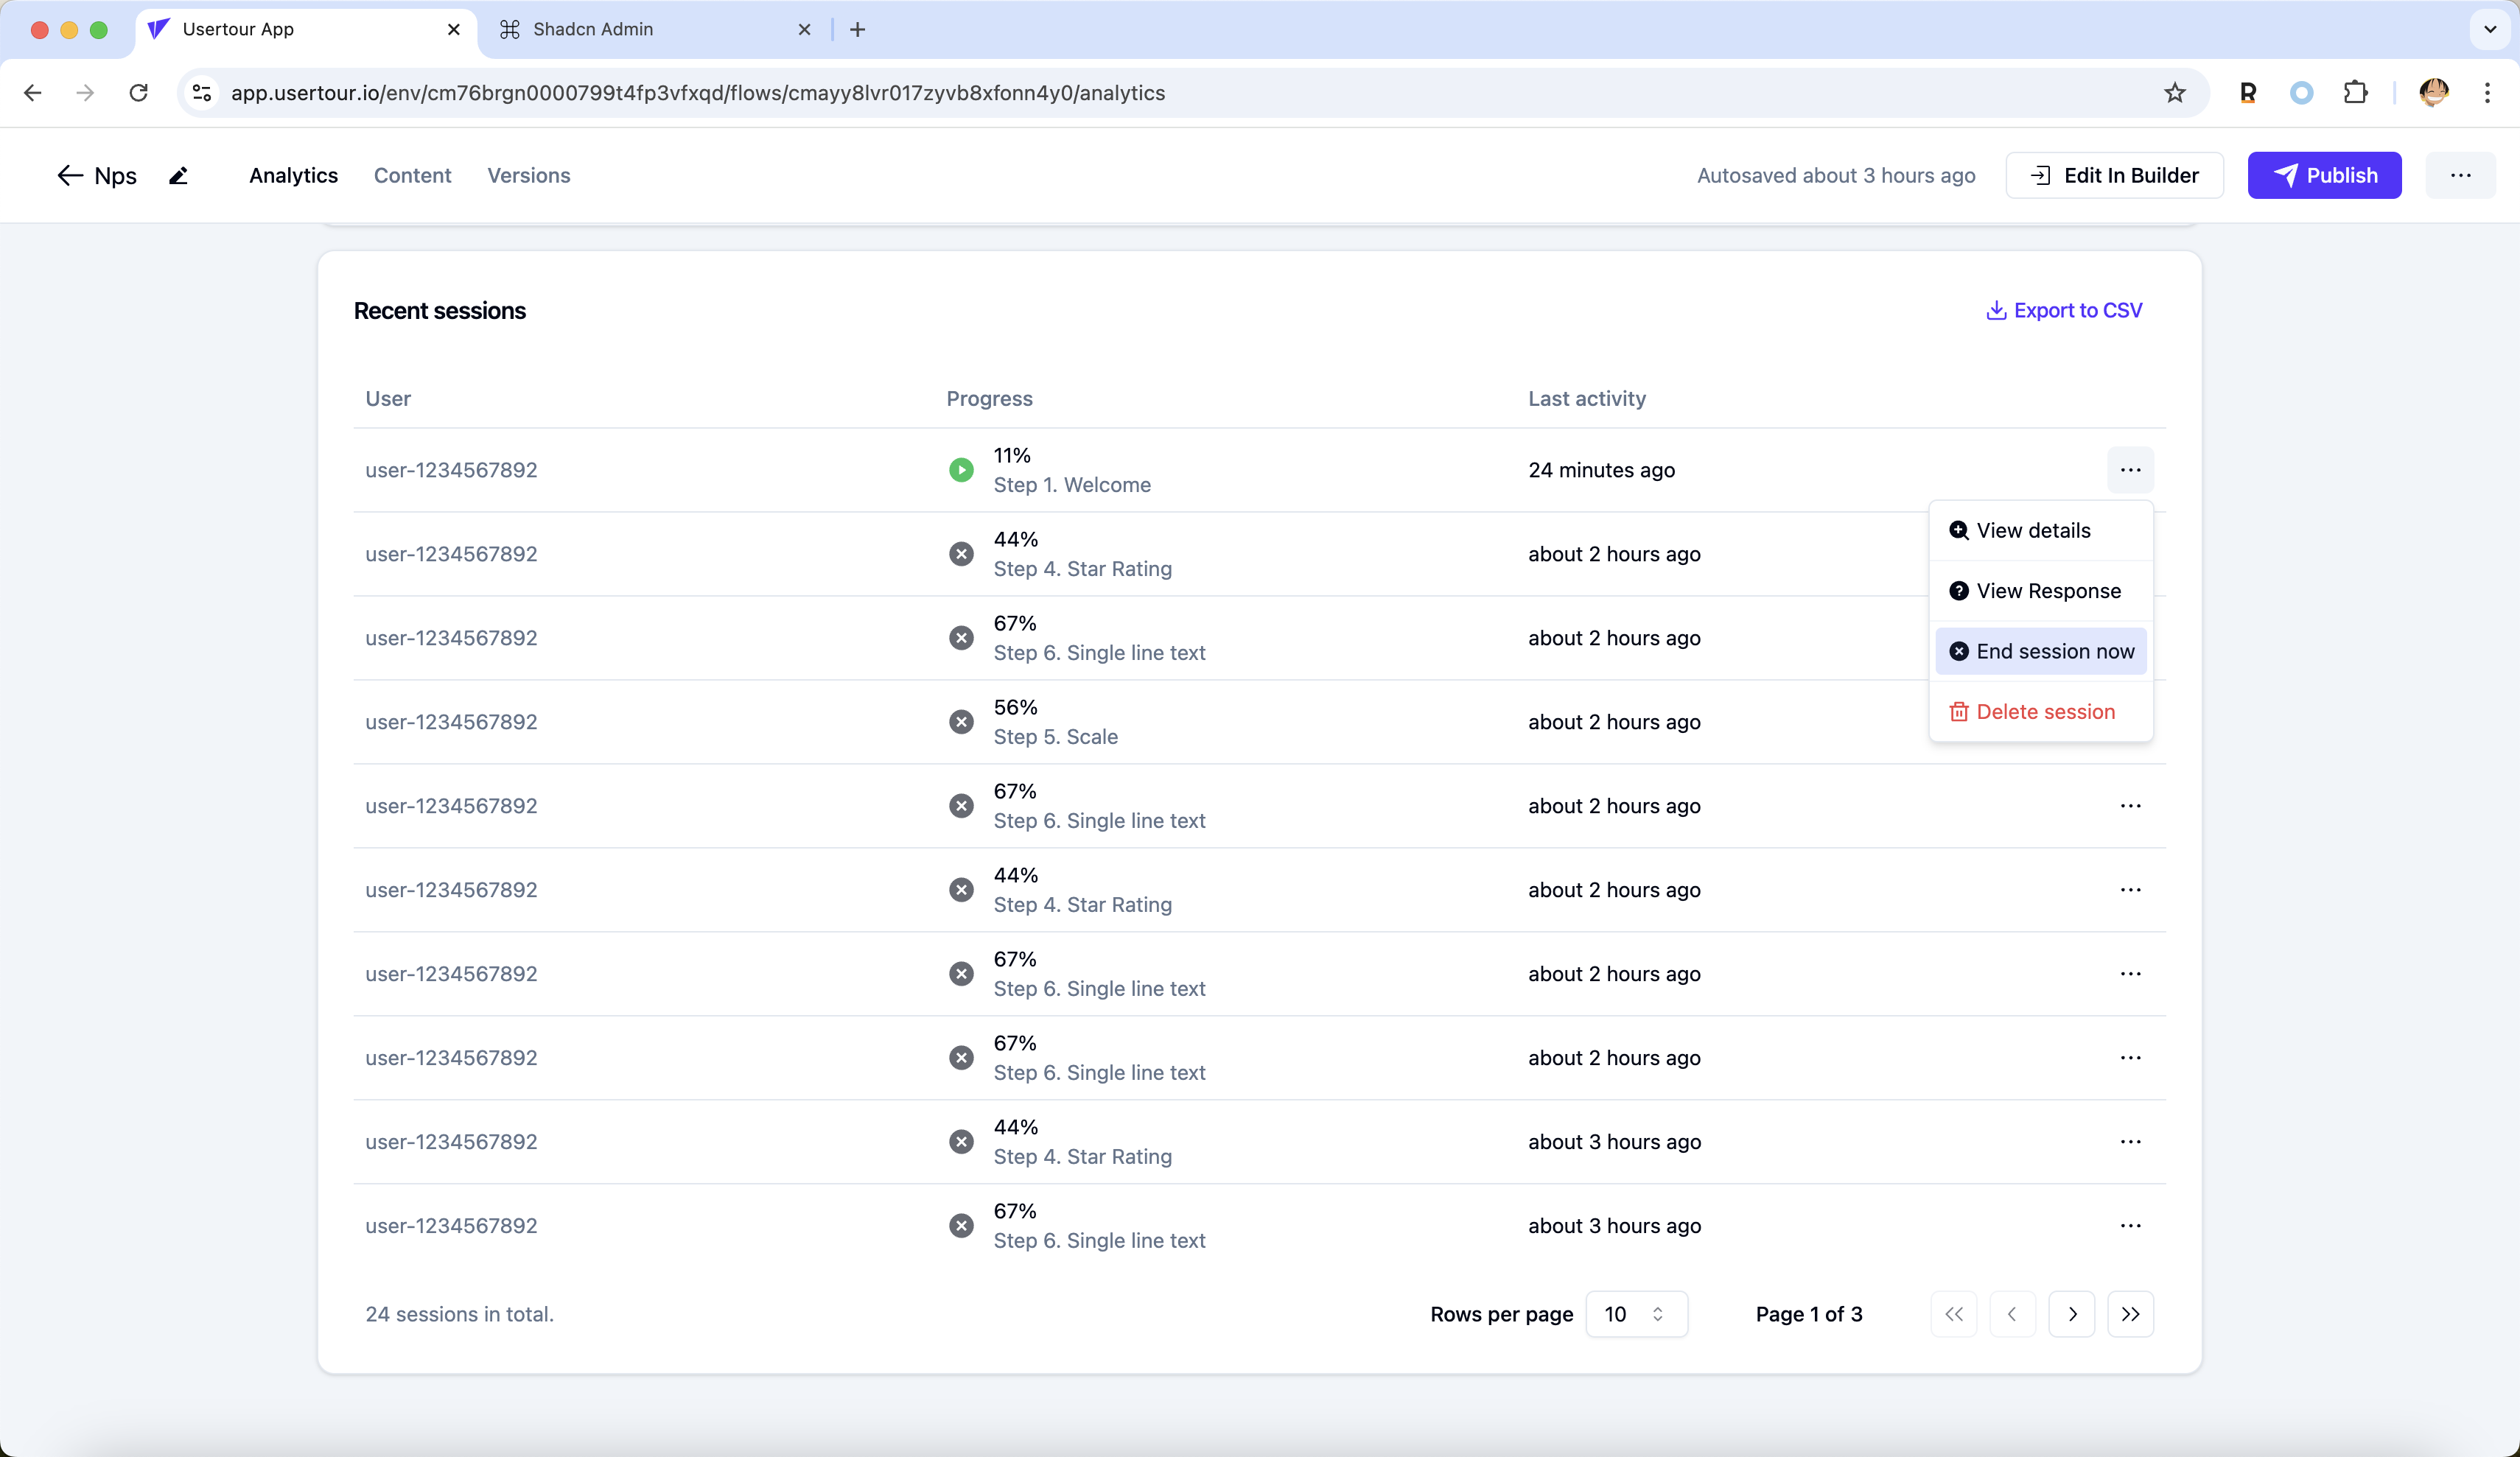 Usertour App
Shadcn Admin
app.usertour.io/env/cm76brgn0000799t4fp3vfxqd/flows/cmayy8lvr017zyvb8xfonn4y0/analytics
Nps
Analytics
Content
Versions
Autosaved about 3 hours ago
Edit In Builder
Publish
Recent sessions
Export to CSV
User
Progress
Last activity
user-1234567892
11%
Step 1. Welcome
24 minutes ago
View details
View Response
End session now
Delete session
user-1234567892
44%
Step 4. Star Rating
about 2 hours ago
user-1234567892
67%
Step 6. Single line text
about 2 hours ago
user-1234567892
56%
Step 5. Scale
about 2 hours ago
user-1234567892
67%
Step 6. Single line text
about 2 hours ago
user-1234567892
44%
Step 4. Star Rating
about 2 hours ago
user-1234567892
67%
Step 6. Single line text
about 2 hours ago
user-1234567892
67%
Step 6. Single line text
about 2 hours ago
user-1234567892
44%
Step 4. Star Rating
about 3 hours ago
user-1234567892
67%
Step 6. Single line text
about 3 hours ago
24 sessions in total.
Rows per page
10
Page 1 of 3